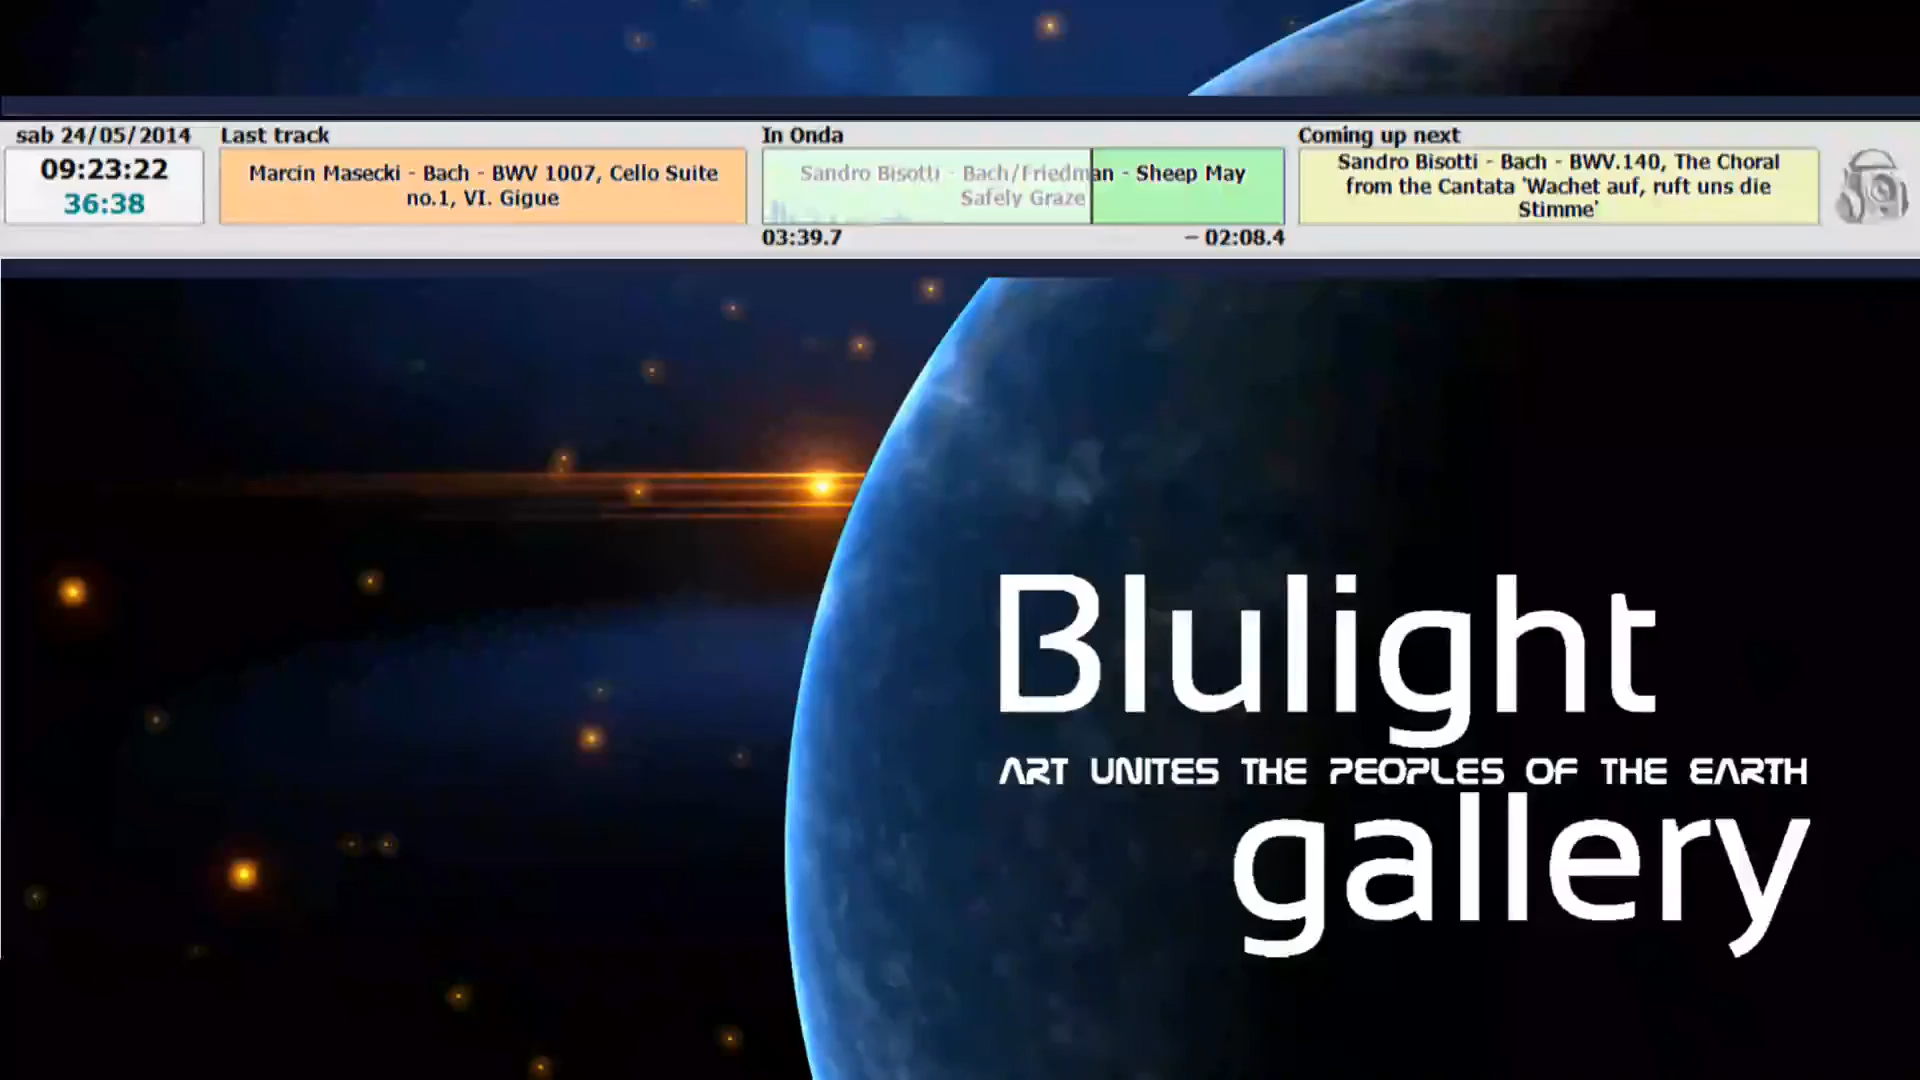 sab 24/05/2014
09:23:22
36:38
Last track
Marcin Masecki - Bach - BWV 1007, Cello Suite
no.1, VI. Gigue
In Onda
Sandro Bisotti - Bach/Friedman - Sheep May
Safely Graze
03:39.7
- 02:08.4
Coming up next
Sandro Bisotti - Bach - BWV.140, The Choral
from the Cantata 'Wachet auf, ruft uns die
Stimme'
Blulight
ART UNITES THE PEOPLES OF THE EARTH
gallery